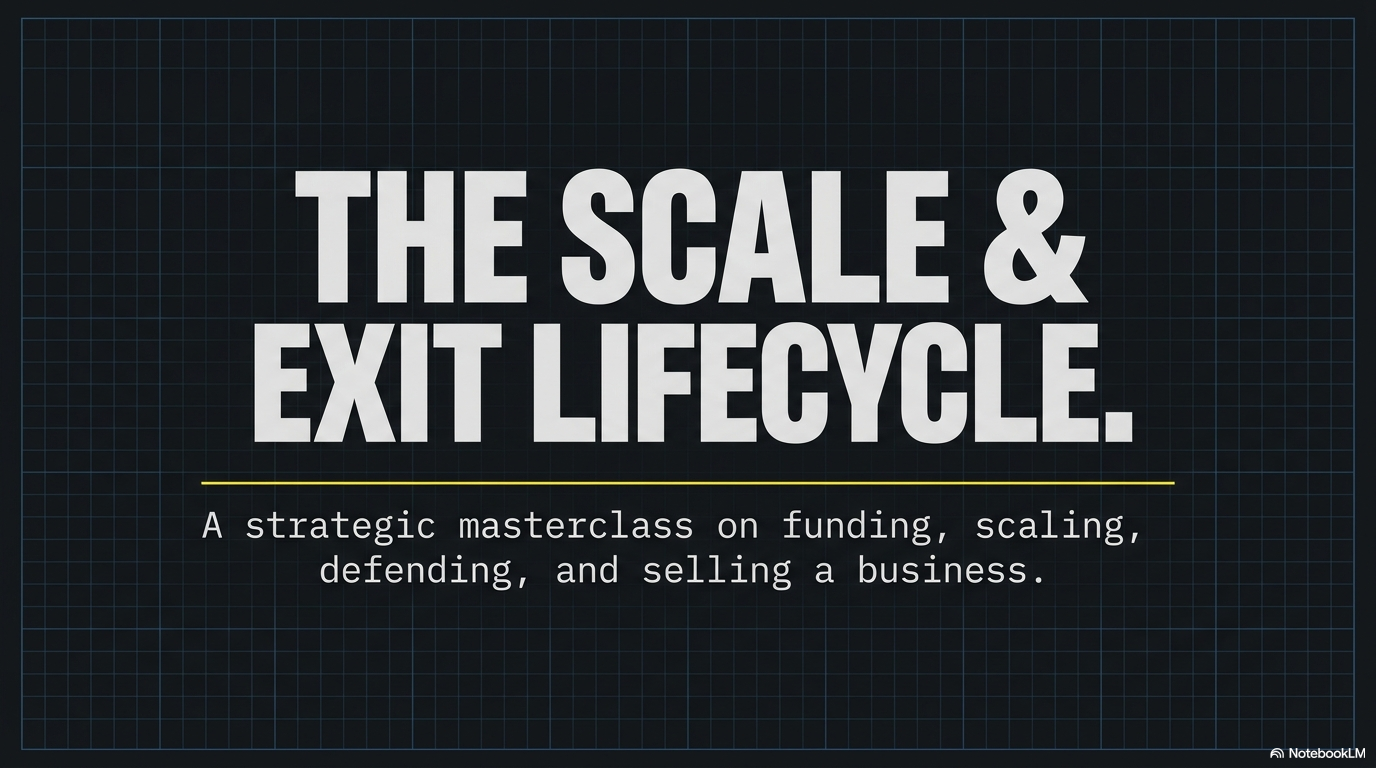 THE SCALE &
EXIT LIFECYCLE.
A strategic masterclass on funding, scaling,
defending, and selling a business.
NotebookLM